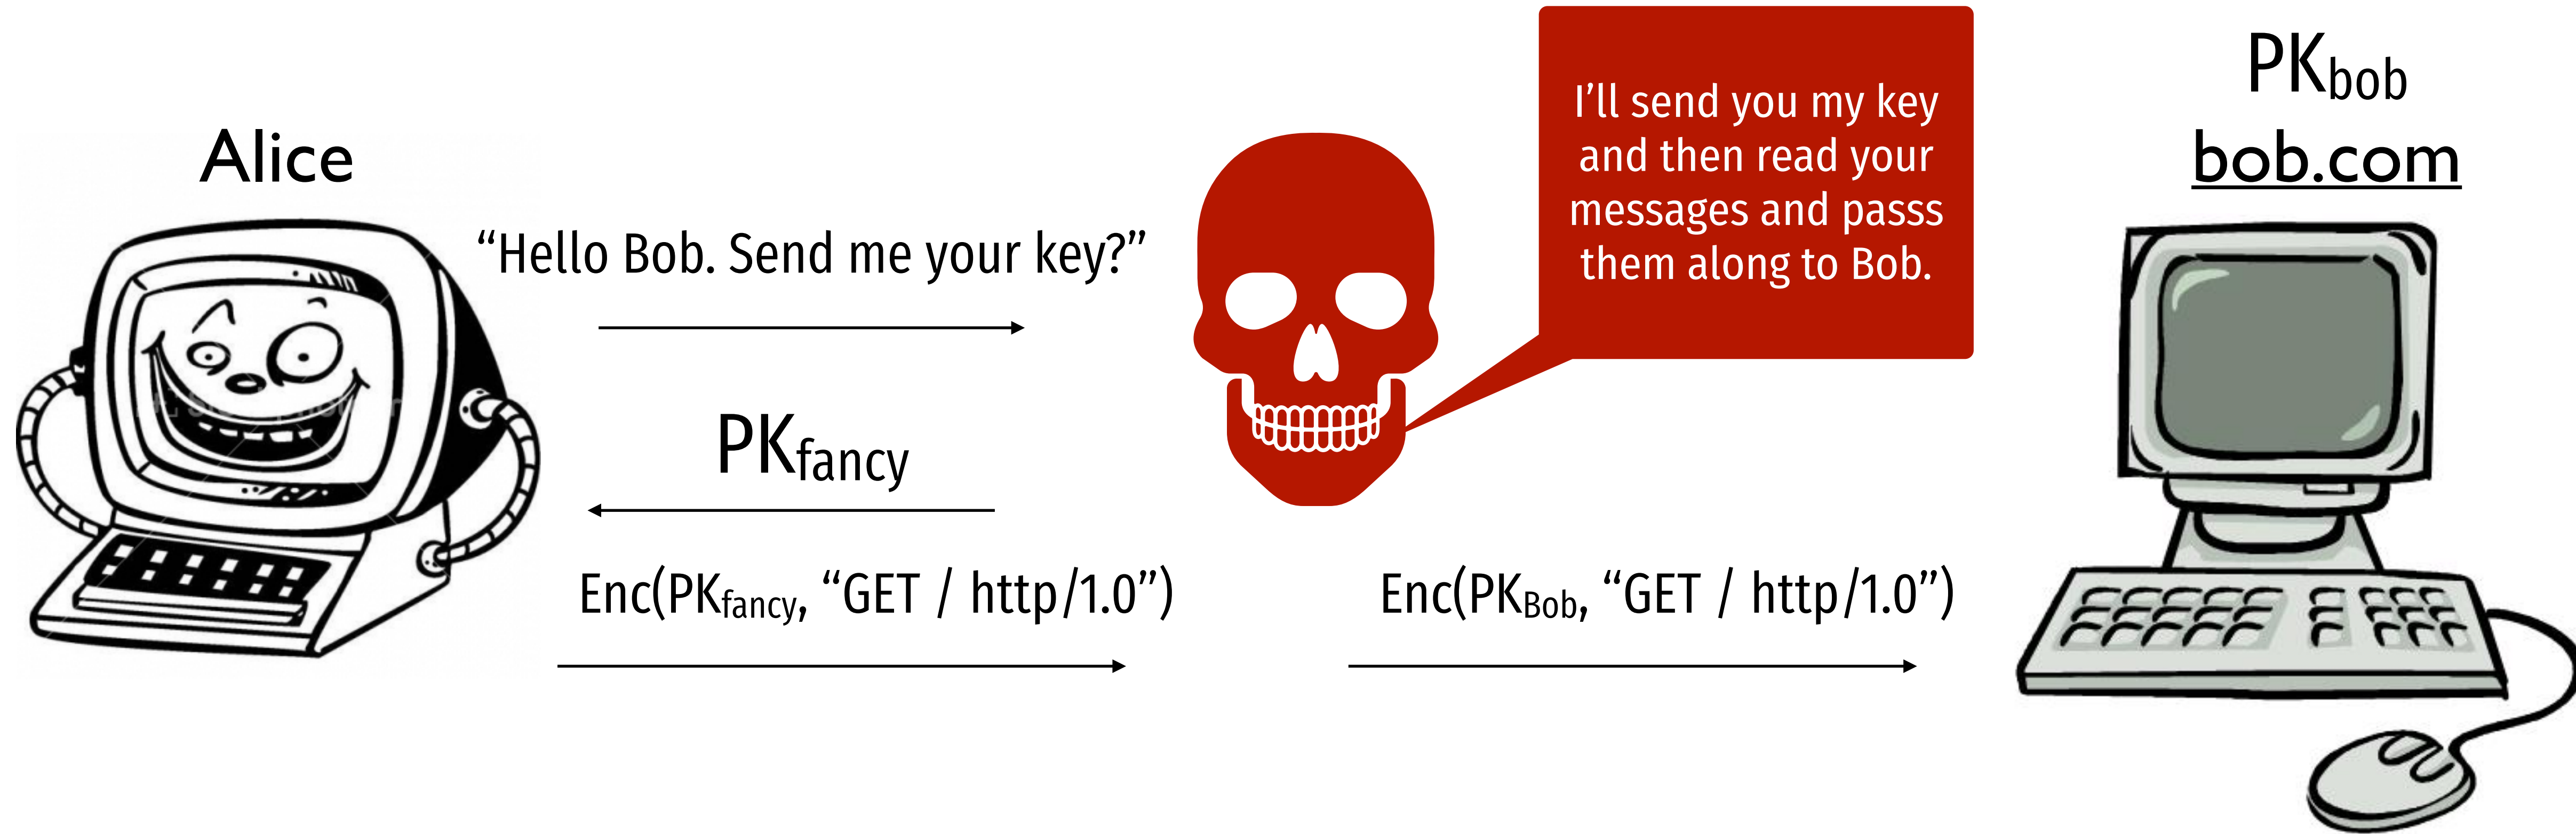 Alice
“Hello Bob. Send me your key?”
PKfancy
Enc(PKfancy, “GET / http/1.0”)
I’ll send you my key
and then read your
messages and passs
them along to Bob.
Enc(PKBob, “GET / http/1.0”)
PKbob
bob.com